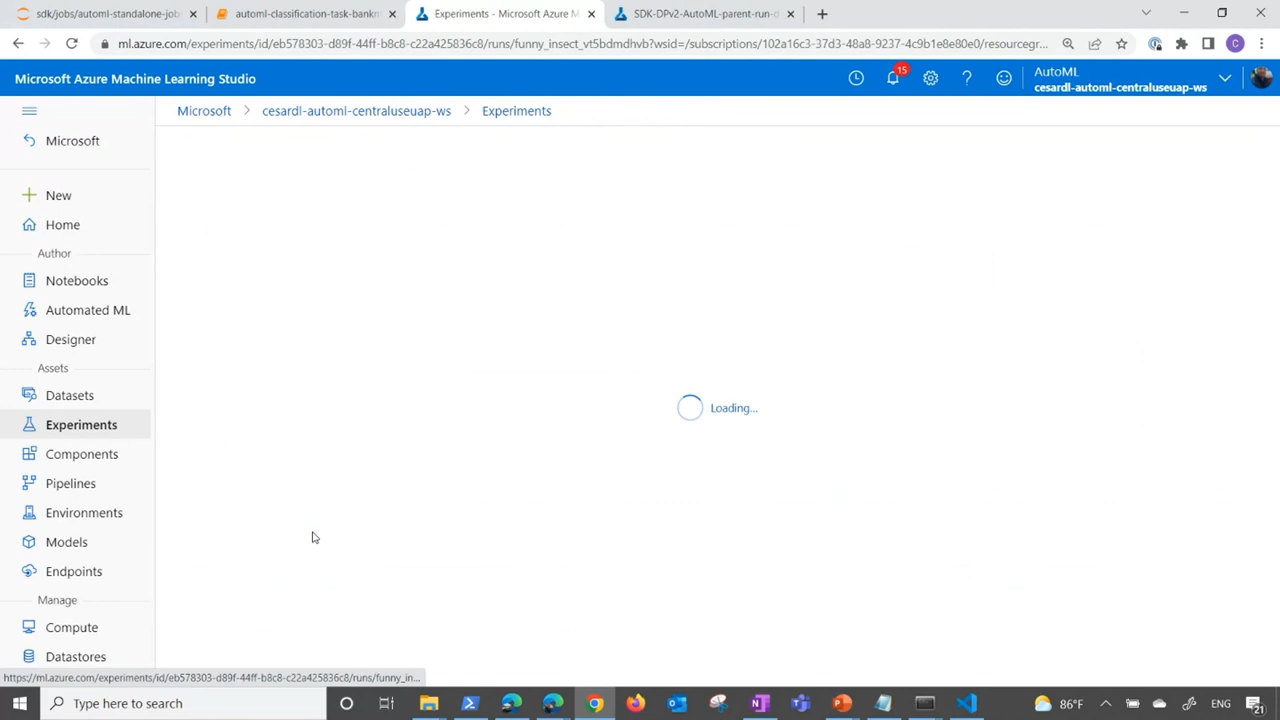 sdk/jobs/automl-standalone-job
automl-classification-task-bankn
Experiments - Microsoft Azure M
SDK-DPv2-AutoML-parent-run-d
ml.azure.com/experiments/id/eb578303-d89f-44ff-b8c8-c22a425836c8/runs/funny_insect_vt5bdmdhvb?wsid=/subscriptions/102a16c3-37d3-48a8-9237-4c9b1e8e80e0/resourcegr...
C
Microsoft Azure Machine Learning Studio
15
AutoML
cesardl-automl-centraluseuap-ws
Microsoft
cesardl-automl-centraluseuap-ws
Experiments
Microsoft
New
Home
Author
Notebooks
Automated ML
Designer
Assets
Datasets
Experiments
Components
Pipelines
Environments
Models
Endpoints
Manage
Compute
Datastores
Loading...
https://ml.azure.com/experiments/id/eb578303-d89f-44ff-b8c8-c22a425836c8/runs/funny_in...
Type here to search
86°F
ENG
21